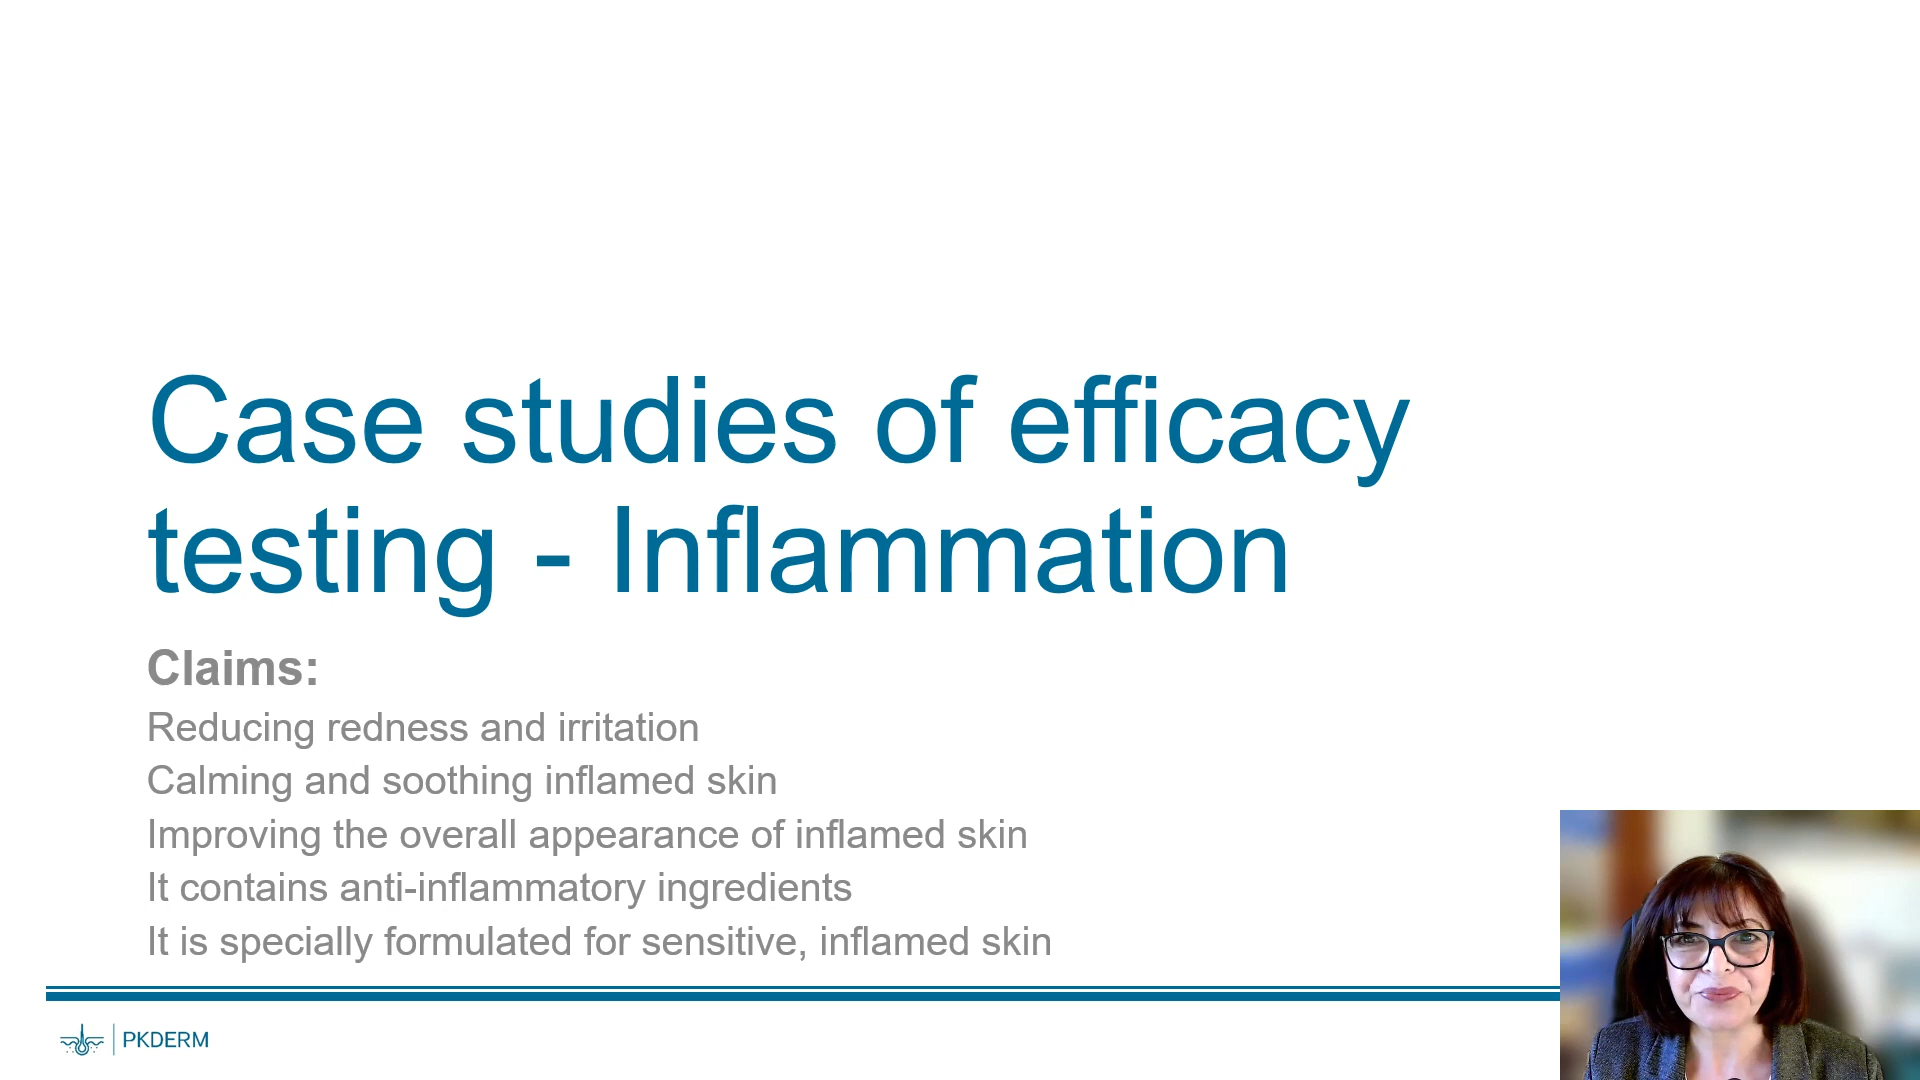 Case studies of efficacy
testing - Inflammation
Claims:
Reducing redness and irritation
Calming and soothing inflamed skin
Improving the overall appearance of inflamed skin
It contains anti-inflammatory ingredients
It is specially formulated for sensitive, inflamed skin
PKDERM